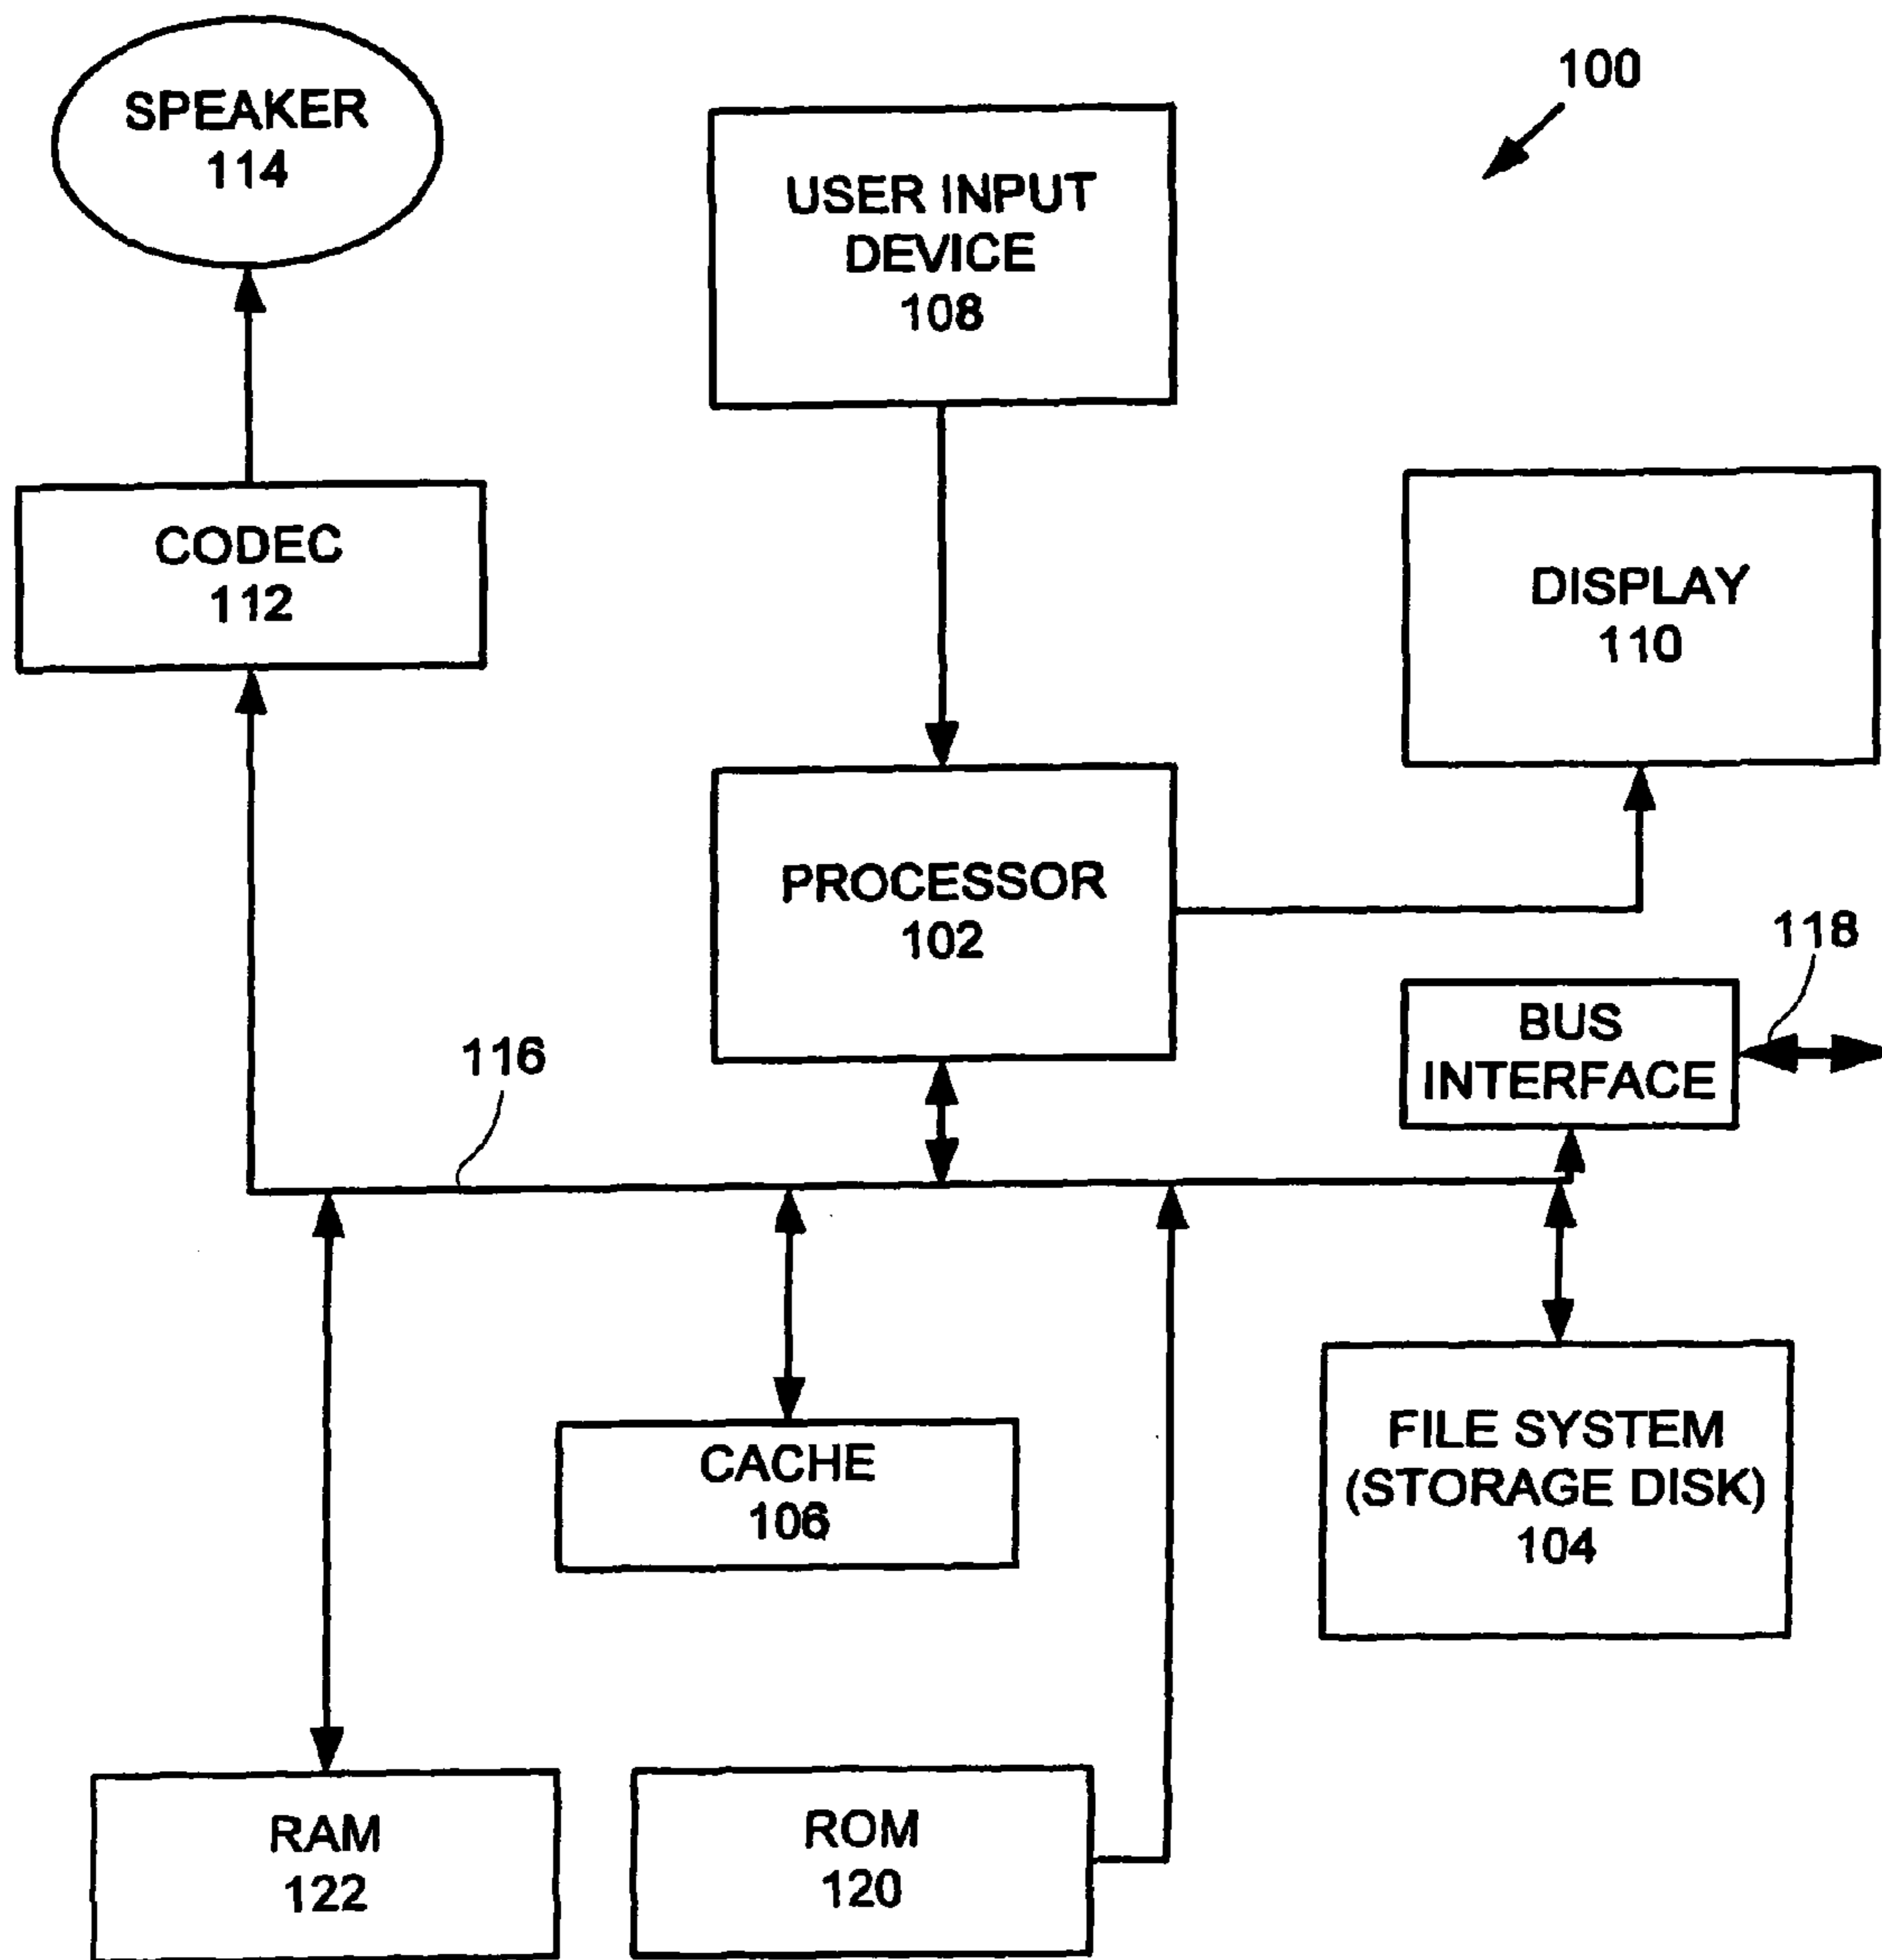 SPEAKER
114
100
USER INPUT
DEVICE
108
CODEC
112
DISPLAY
110
PROCESSOR
102
118
BUS
INTERFACE
116
CACHE
106
FILE SYSTEM
(STORAGE DISK)
104
RAM
122
ROM
120